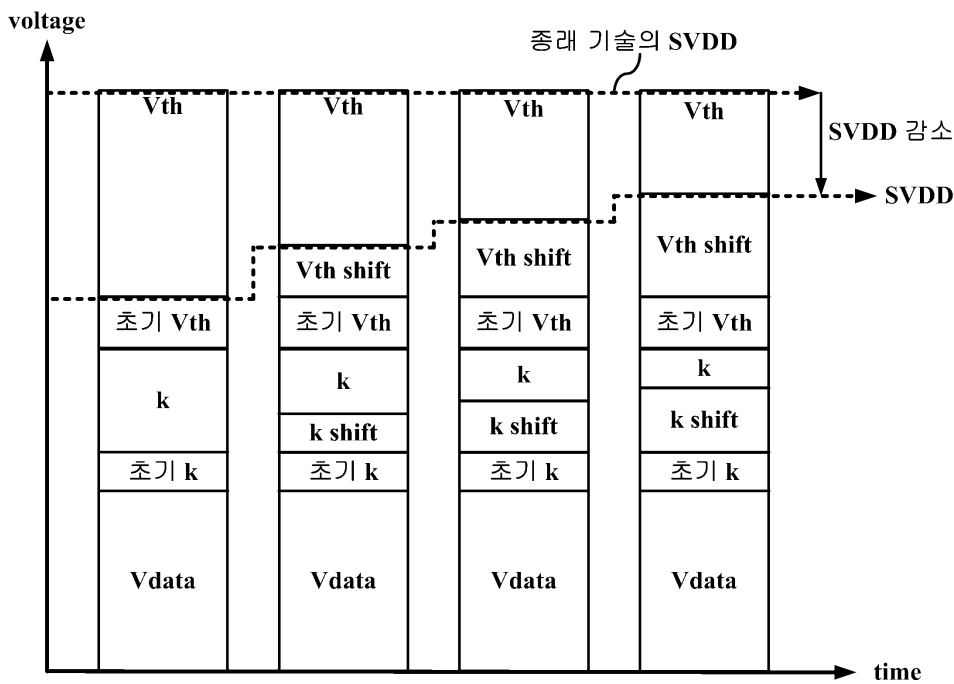 voltage
종래 기술의 SVDD
Vth
Vth
Vth
Vth
SVDD 감소
SVDD
Vth shift
Vth shift
Vth shift
초기 Vth
초기 Vth
초기 Vth
초기 Vth
k
k
k
k
k shift
k shift
k shift
초기 k
초기 k
초기 k
초기 k
Vdata
Vdata
Vdata
Vdata
time